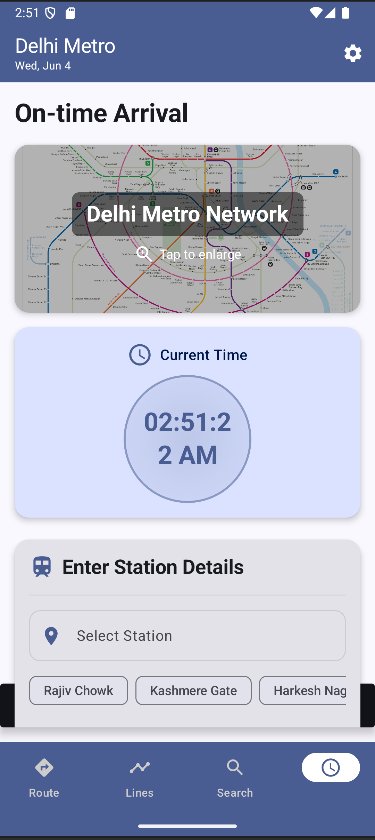 2:51
Delhi Metro
Wed, Jun 4
On-time Arrival
Delhi Metro Network
Tap to enlarge
Current Time
02:51:2
2 AM
Enter Station Details
Select Station
Rajiv Chowk
Kashmere Gate
Harkesh Nag
Route
Lines
Search